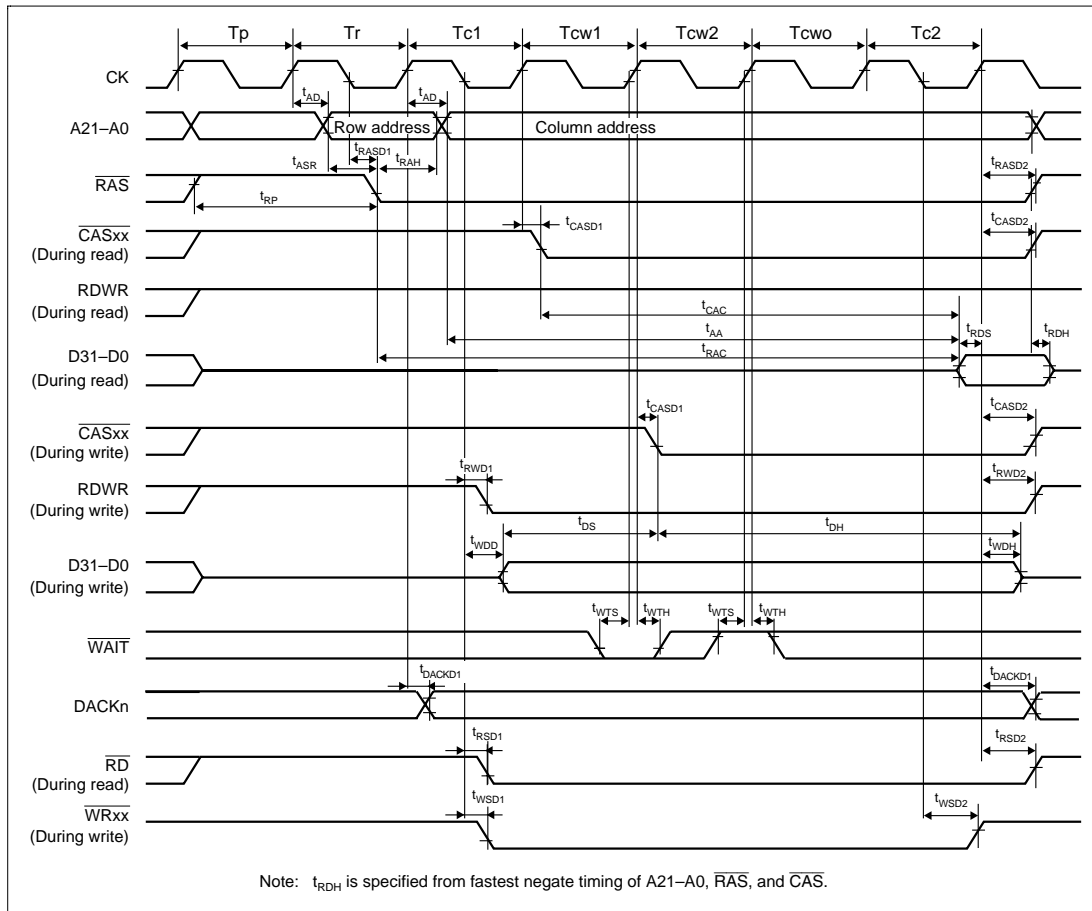 Tp Tr Tc1 Tcw1 Tcw2 Tcwo Tc2
CK
tAD tAD
A21–A0 Row address Column address
tRASD1
tASR tRAH tRASD2
RAS
tRP
tCASD1 tCASD2
CASxx
(During read)
RDWR
(During read)
tCAC
tAA tRDS tRDH
tRAC
D31–D0
(During read)
tCASD1 tCASD2
CASxx
(During write)
tRWD1 tRWD2
RDWR
(During write)
tDS tDH
tWDD tWDH
D31–D0
(During write)
tWTS tWTH tWTS tWTH
WAIT
tDACKD1 tDACKD1
DACKn
tRSD1 tRSD2
RD
(During read)
tWSD1 tWSD2
WRxx
(During write)
Note: tRDH is specified from fastest negate timing of A21–A0, RAS, and CAS.